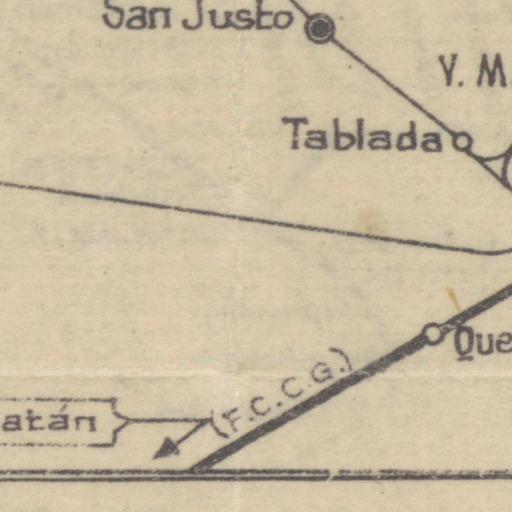 San Justo
V. M.
Tablada
Que
(F.C.C.G.)
atán